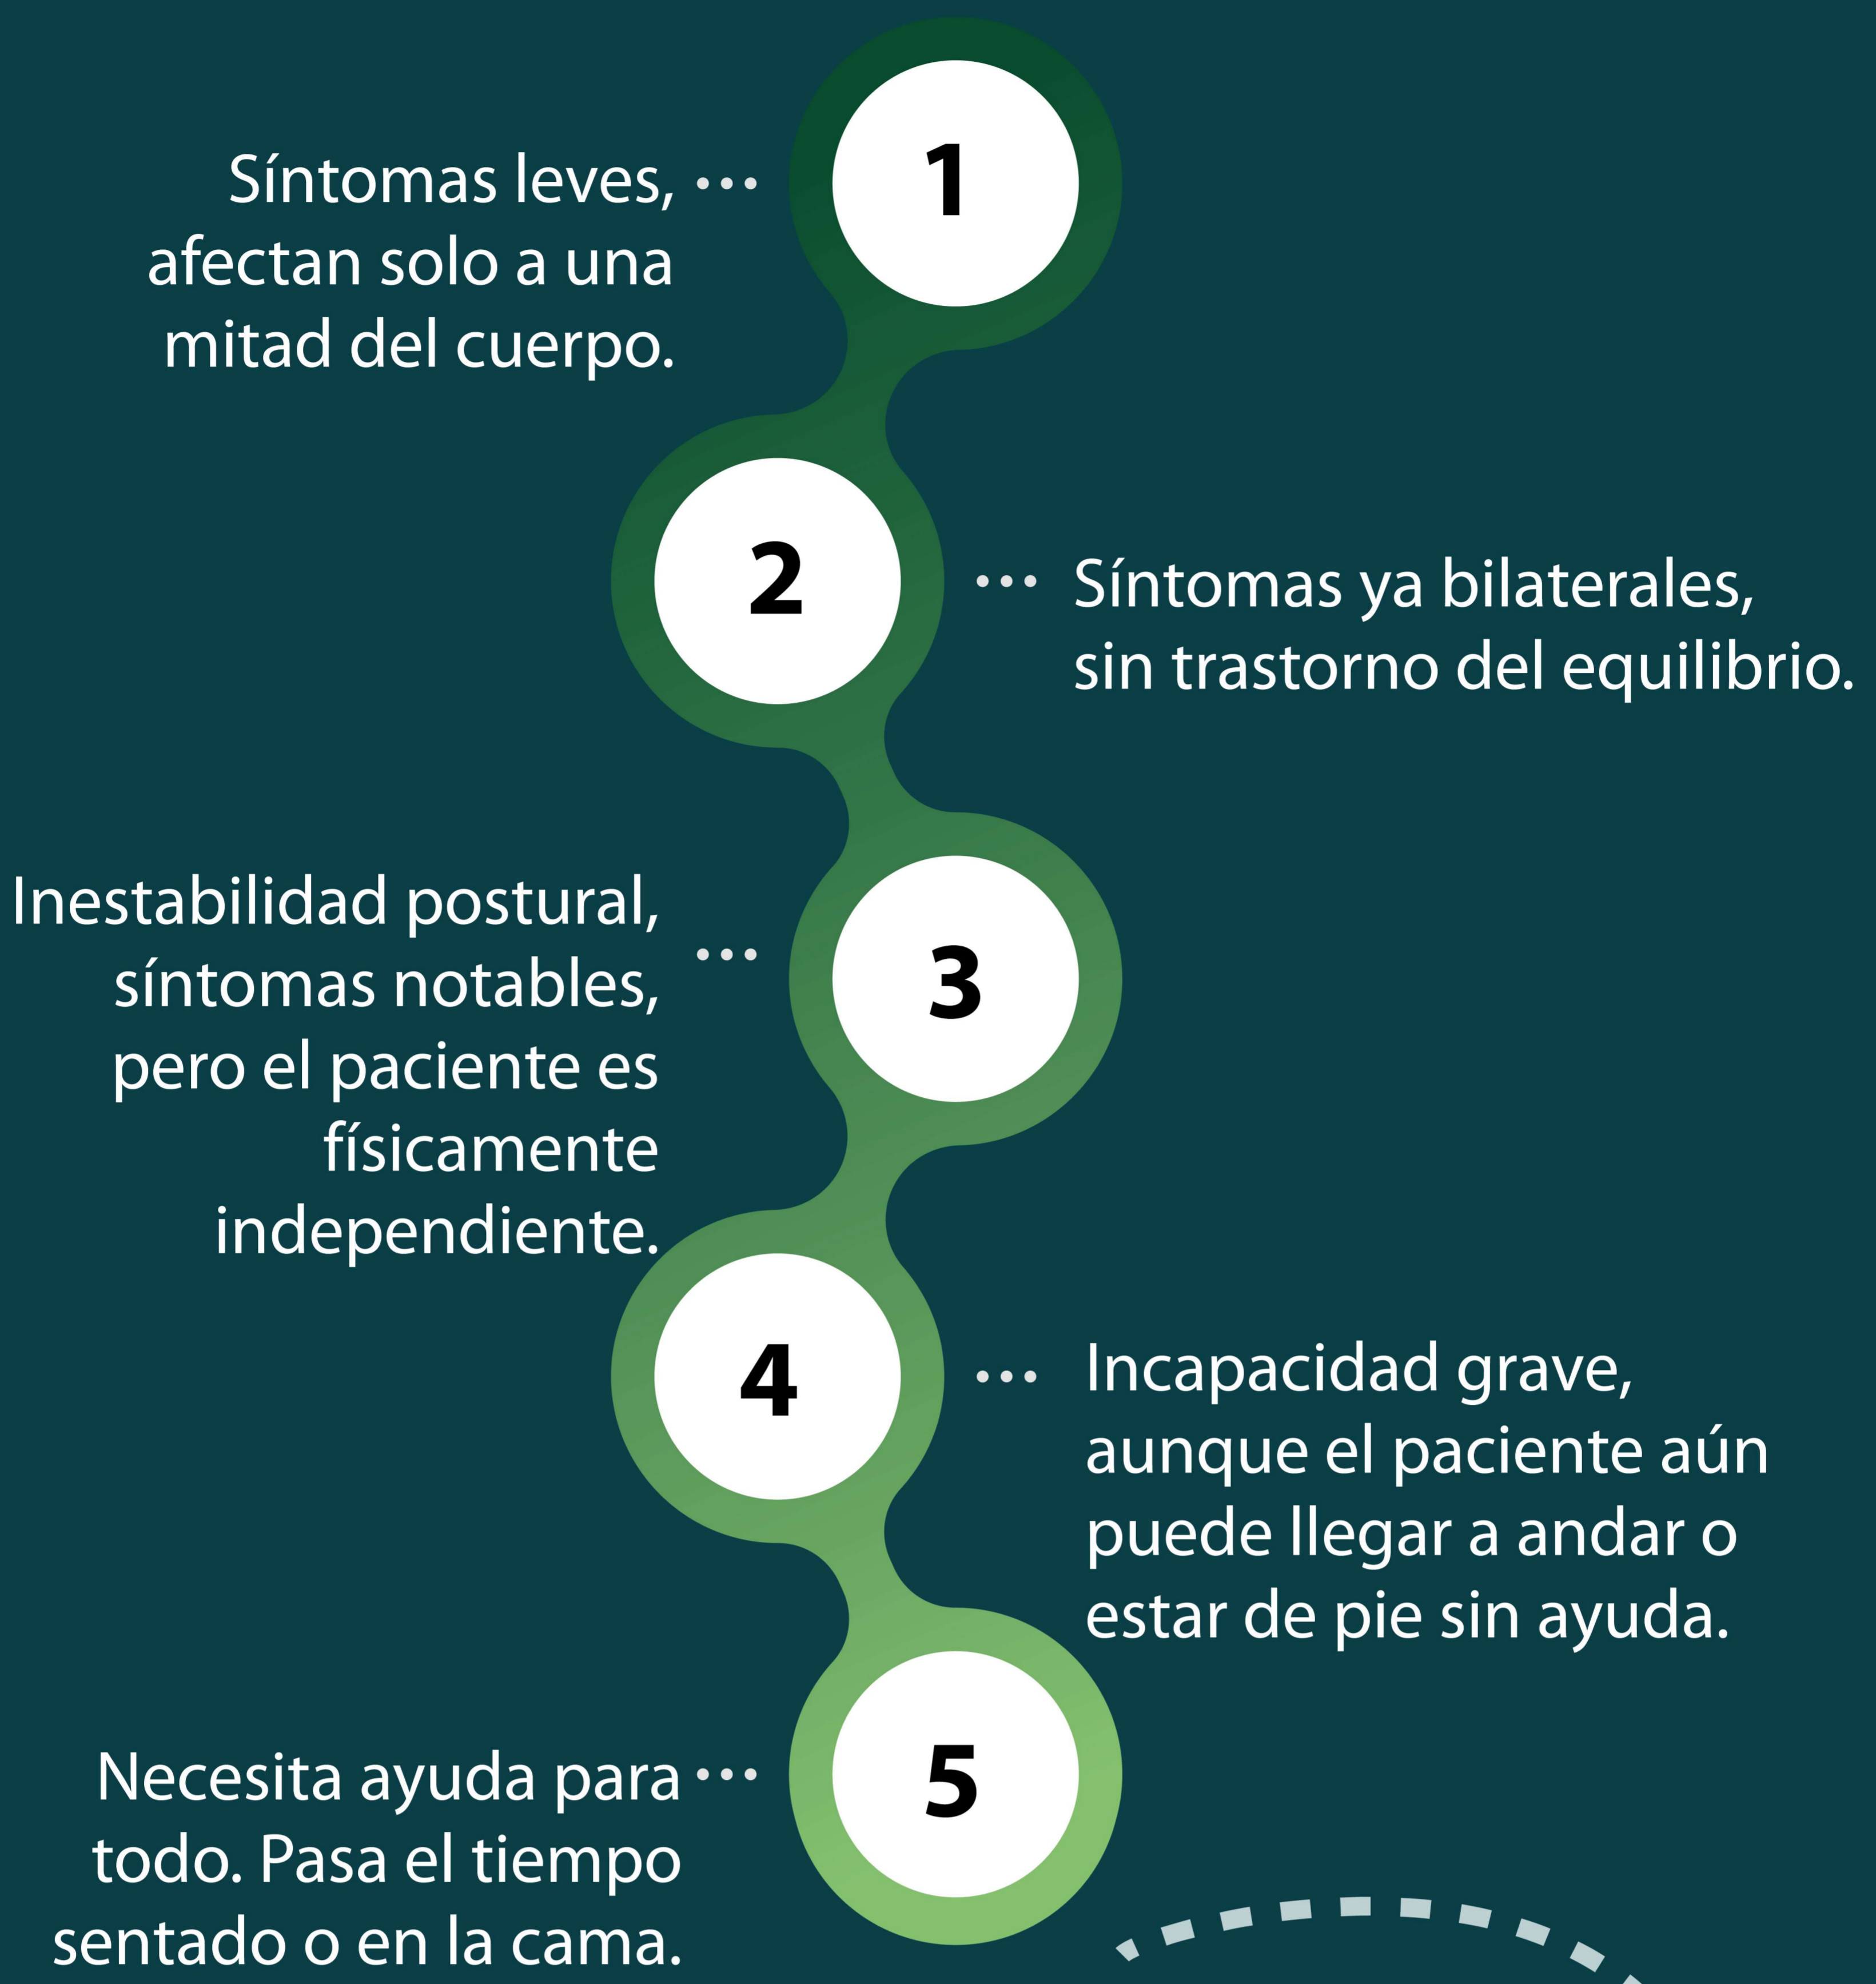 1
Síntomas leves,
afectan solo a una
mitad del cuerpo.
2
Síntomas ya bilaterales,
sin trastorno del equilibrio.
3
Inestabilidad postural,
síntomas notables,
pero el paciente es
físicamente
independiente.
4
Incapacidad grave,
aunque el paciente aún
puede llegar a andar o
estar de pie sin ayuda.
5
Necesita ayuda para
todo. Pasa el tiempo
sentado o en la cama.